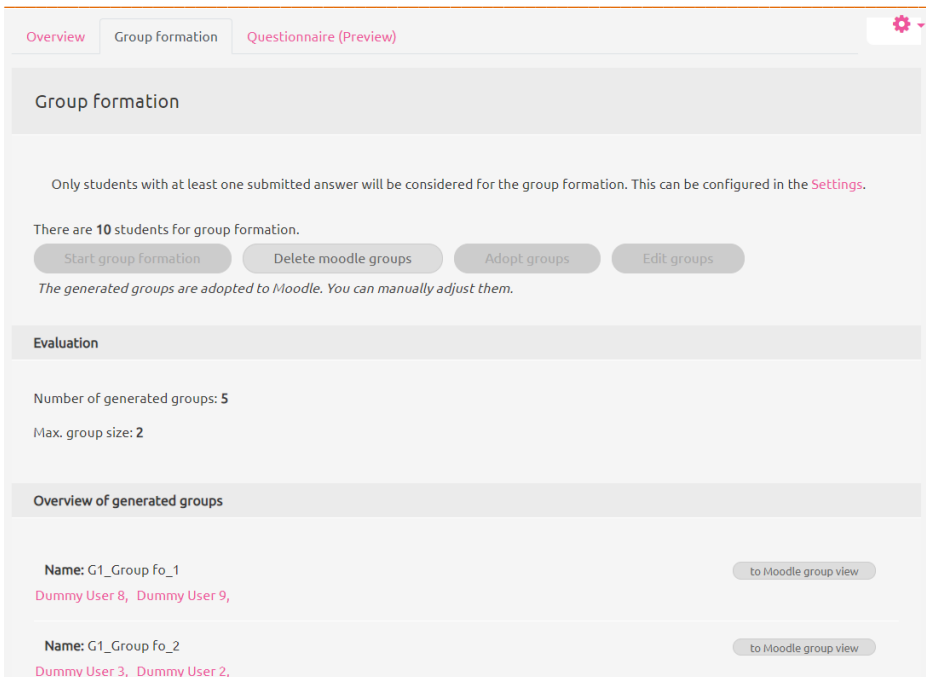 Overview Group formation Questionnaire (Preview)
Group formation
Only students with at least one submitted answer will be considered for the group formation. This can be configured in the Settings.
There are 10 students for group formation.
Start group formation Delete moodle groups Adopt groups Edit groups
The generated groups are adopted to Moodle. You can manually adjust them.
Evaluation
Number of generated groups: 5
Max. group size: 2
Overview of generated groups
Name: G1_Group fo_1 to Moodle group view
Dummy User 8, Dummy User 9,
Name: G1_Group fo_2 to Moodle group view
Dummy User 3, Dummy User 2,